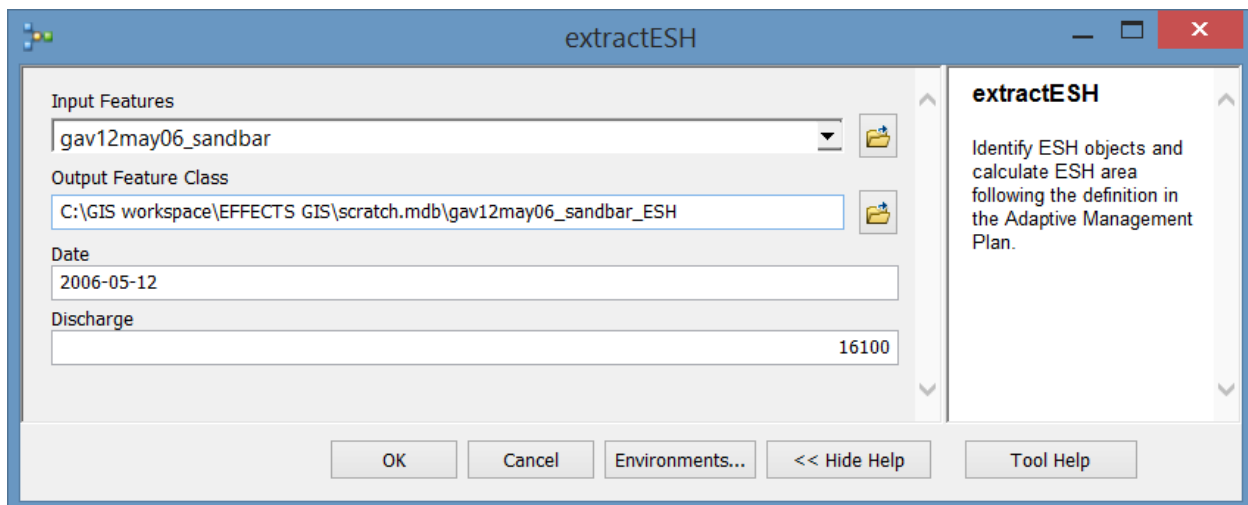 extractESH
Input Features
gav12may06_sandbar
Output Feature Class
C:\GIS workspace\EFFECTS GIS\scratch.mdb\gav12may06_sandbar_ESH
Date
2006-05-12
Discharge
16100
extractESH
Identify ESH objects and
calculate ESH area
following the definition in
the Adaptive Management
Plan.
OK
Cancel
Environments...
<< Hide Help
Tool Help